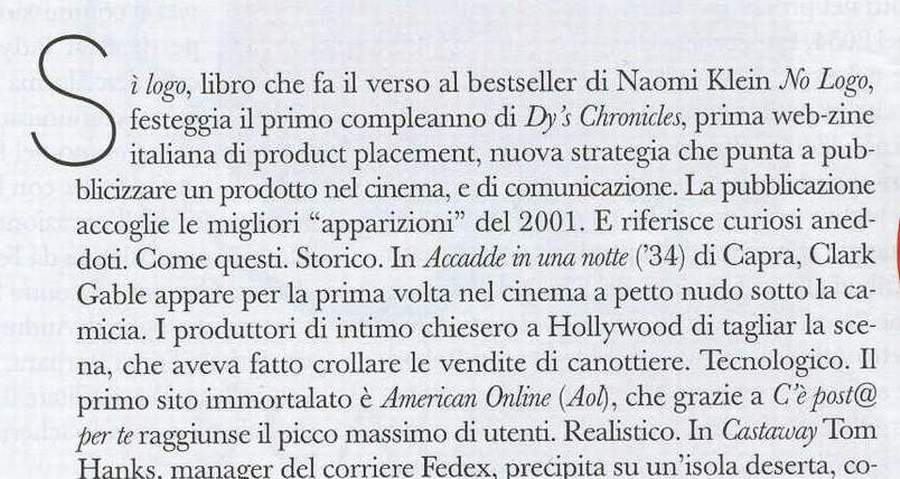 Sì logo, libro che fa il verso al bestseller di Naomi Klein No Logo,
festeggia il primo compleanno di Dy's Chronicles, prima web-zine
italiana di product placement, nuova strategia che punta a pub-
blicizzare un prodotto nel cinema, e di comunicazione. La pubblicazione
accoglie le migliori "apparizioni" del 2001. E riferisce curiosi aned-
doti. Come questi. Storico. In Accadde in una notte ('34) di Capra, Clark
Gable appare per la prima volta nel cinema a petto nudo sotto la ca-
micia. I produttori di intimo chiesero a Hollywood di tagliar la sce-
na, che aveva fatto crollare le vendite di canottiere. Tecnologico. Il
primo sito immortalato è American Online (Aol), che grazie a C'è post@
per te raggiunse il picco massimo di utenti. Realistico. In Castaway Tom
Hanks, manager del corriere Fedex, precipita su un'isola deserta, co-